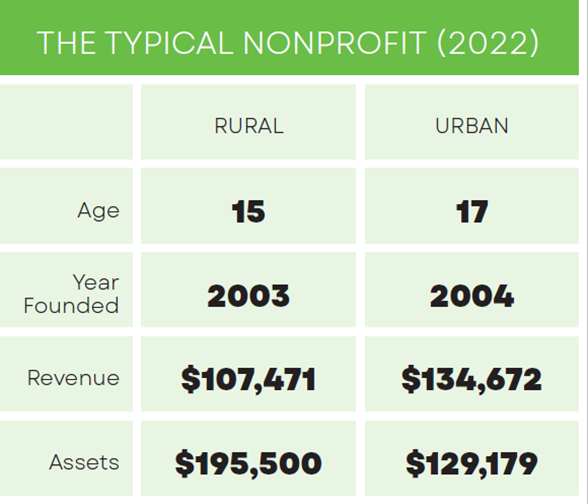 THE TYPICAL NONPROFIT (2022)
RURAL URBAN
Age 15 17
Year
Founded 2003 2004
Revenue $107,471 $134,672
Assets $195,500 $129,179